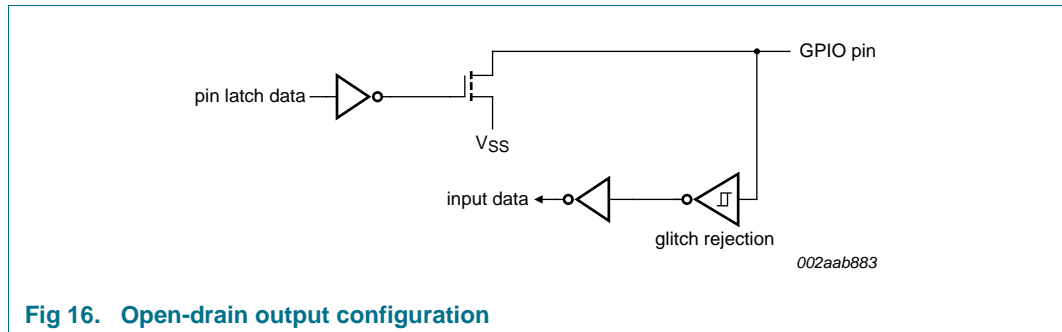 GPIO pin
pin latch data
VSS
input data
glitch rejection
002aab883
Fig 16. Open-drain output configuration